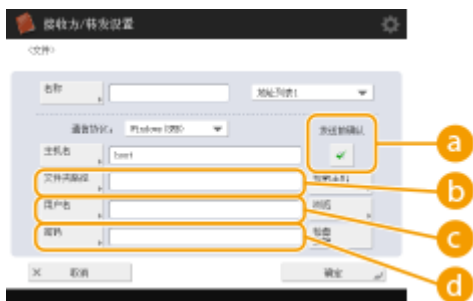 接收力/转发设置
<文件>
名称
地址列表1
通信协议:
Windows (SMB)
发送前确认
主机名
\\host
a
文件夹路径
b
用户名
浏览
c
密码
d
× 取消
确定